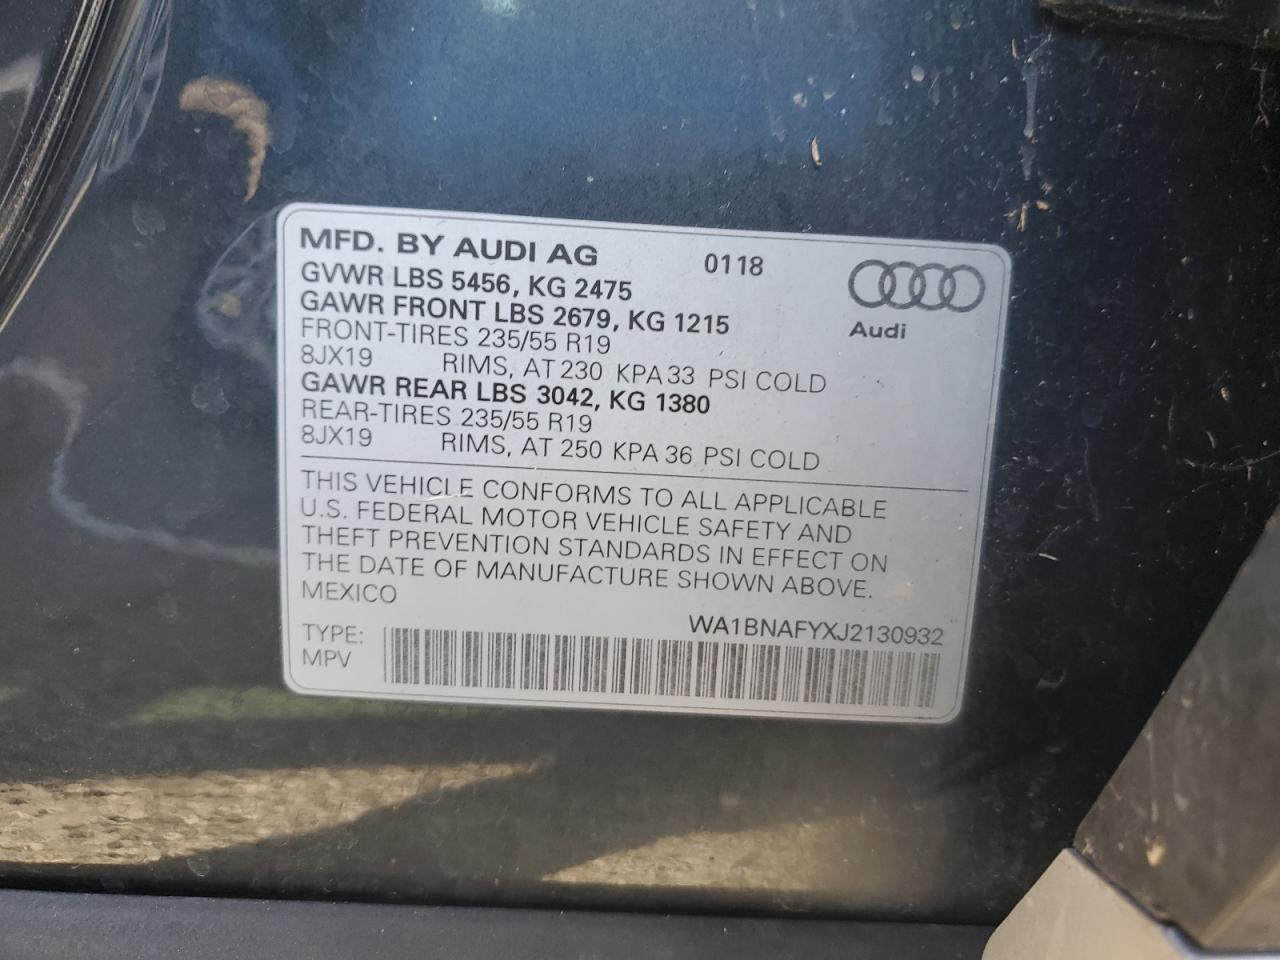 MFD. BY AUDI AG 0118
GVWR LBS 5456, KG 2475
GAWR FRONT LBS 2679, KG 1215
Audi
FRONT-TIRES 235/55 R19
8JX19 RIMS, AT 230 KPA 33 PSI COLD
GAWR REAR LBS 3042, KG 1380
REAR-TIRES 235/55 R19
8JX19 RIMS, AT 250 KPA 36 PSI COLD
THIS VEHICLE CONFORMS TO ALL APPLICABLE
U.S. FEDERAL MOTOR VEHICLE SAFETY AND
THEFT PREVENTION STANDARDS IN EFFECT ON
THE DATE OF MANUFACTURE SHOWN ABOVE.
MEXICO
WA1BNAFYXJ2130932
TYPE:
MPV